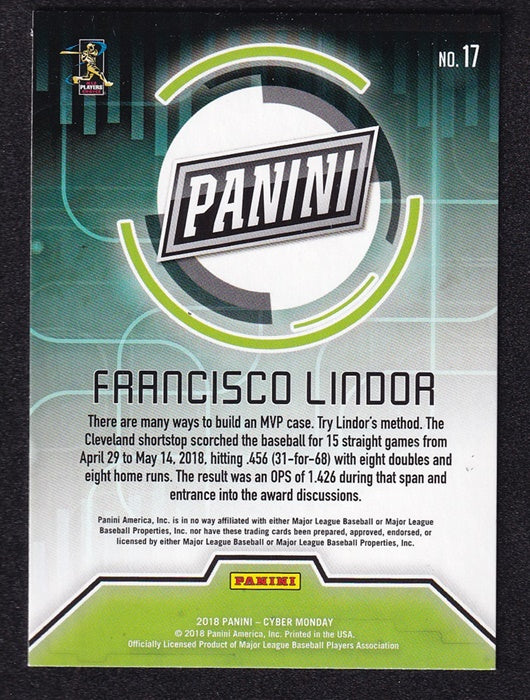 NO. 17
PLAYERS
PANINI
FRANCISCO LINDOR
There are many ways to build an MVP case. Try Lindor's method. The
Cleveland shortstop scorched the baseball for 15 straight games from
April 29 to May 14, 2018, hitting .456 (31-for-68) with eight doubles and
eight home runs. The result was an OPS of 1.426 during that span and
entrance into the award discussions.
Panini America, Inc. is in no way affiliated with either Major League Baseball or Major League
Baseball Properties, Inc. nor have these trading cards been prepared, approved, endorsed, or
licensed by either Major League Baseball or Major League Baseball Properties, Inc.
PANINI
2018 PANINI – CYBER MONDAY
© 2018 Panini America, Inc. Printed in the USA.
Officially Licensed Product of Major League Baseball Players Association